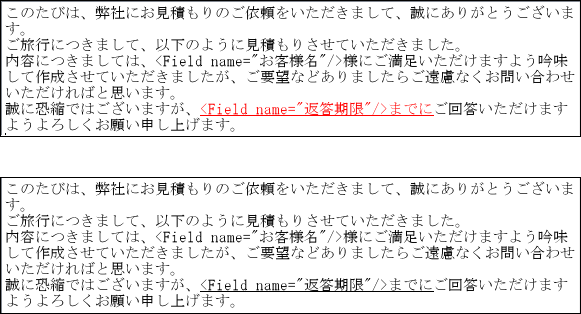 このたびは、弊社にお見積もりのご依頼をいただきまして、誠にありがとうございま
す。
ご旅行につきまして、以下のように見積もりさせていただきました。
内容につきましては、<Field name="お客様名"/>様にご満足いただけますよう吟味
して作成させていただきましたが、ご要望などありましたらご遠慮なくお問い合わせ
いただければと思います。
誠に恐縮ではございますが、<Field name="返答期限"/>までにご回答いただけます
ようよろしくお願い申し上げます。
このたびは、弊社にお見積もりのご依頼をいただきまして、誠にありがとうございま
す。
ご旅行につきまして、以下のように見積もりさせていただきました。
内容につきましては、<Field name="お客様名"/>様にご満足いただけますよう吟味
して作成させていただきましたが、ご要望などありましたらご遠慮なくお問い合わせ
いただければと思います。
誠に恐縮ではございますが、<Field name="返答期限"/>までにご回答いただけます
ようよろしくお願い申し上げます。